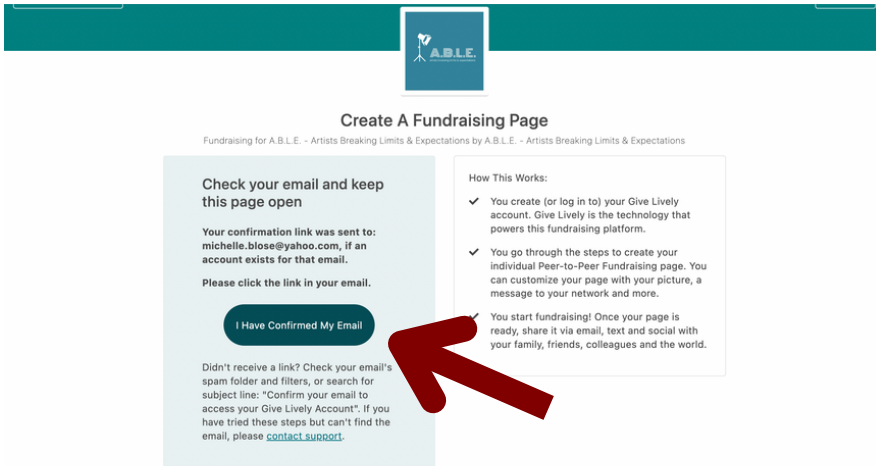 A.B.L.E.
Create A Fundraising Page
Fundraising for A.B.L.E. - Artists Breaking Limits & Expectations by A.B.L.E. - Artists Breaking Limits & Expectations
Check your email and keep
this page open
Your confirmation link was sent to:
michelle.blose@yahoo.com, if an
account exists for that email.
Please click the link in your email.
I Have Confirmed My Email
Didn't receive a link? Check your email's
spam folder and filters, or search for
subject line: "Confirm your email to
access your Give Lively Account". If you
have tried these steps but can't find the
email, please contact support.
How This Works:
You create (or log in to) your Give Lively
account. Give Lively is the technology that
powers this fundraising platform.
You go through the steps to create your
individual Peer-to-Peer Fundraising page. You
can customize your page with your picture, a
message to your network and more.
You start fundraising! Once your page is
ready, share it via email, text and social with
your family, friends, colleagues and the world.